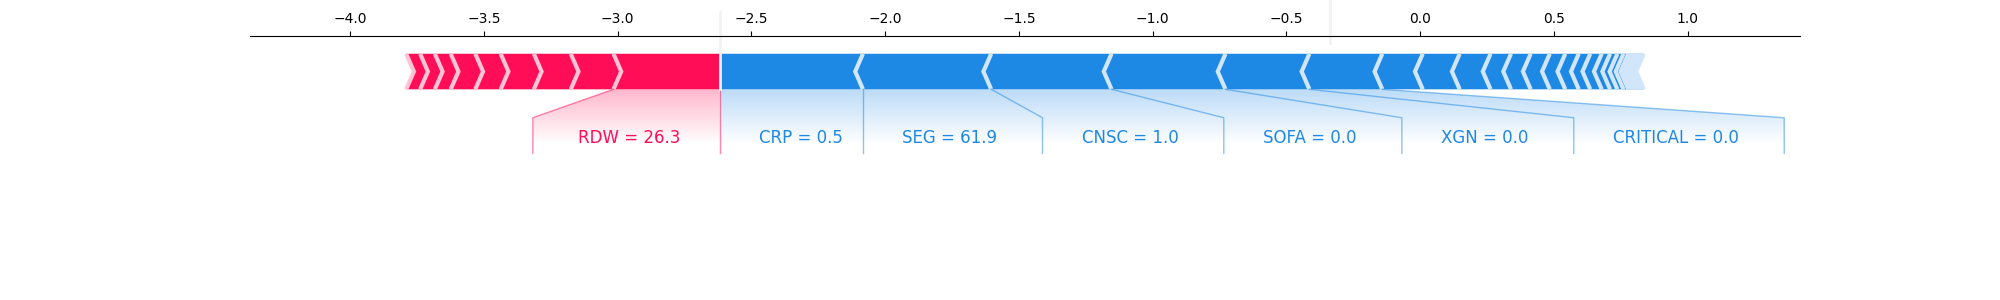 −4.0 −3.5 −3.0 −2.5 −2.0 −1.5 −1.0 −0.5 0.0 0.5 1.0
RDW = 26.3 CRP = 0.5 SEG = 61.9 CNSC = 1.0 SOFA = 0.0 XGN = 0.0 CRITICAL = 0.0